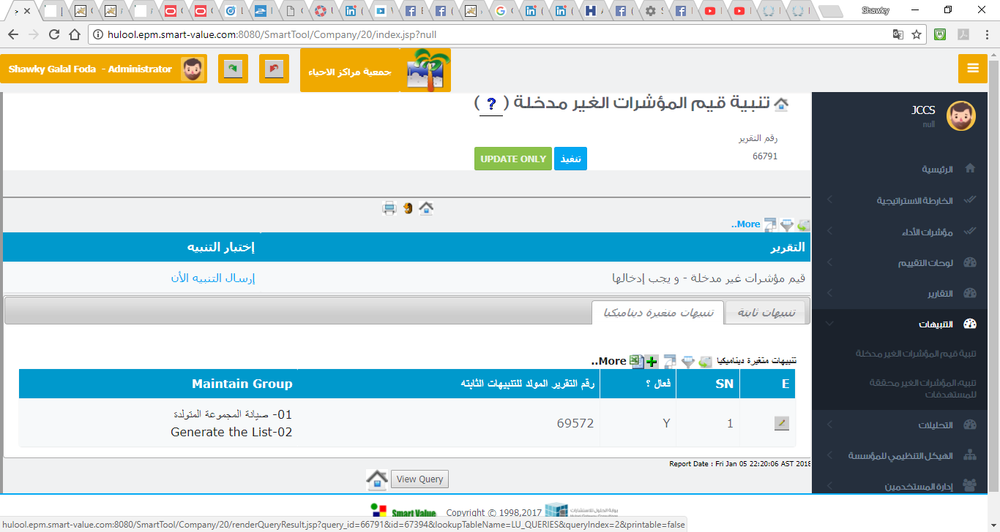 Shawky
hulool.epm.smart-value.com:8080/SmartTool/Company/20/index.jsp?null
Shawky Galal Foda - Administrator
جمعية مراكز الاحياء
تنبية قيم المؤشرات الغير مدخلة ( ? )
رقم التقرير
66791
تنفيذ
UPDATE ONLY
More..
التقرير
إختبار التنبيه
قيم مؤشرات غير مدخلة - و يجب إدخالها
إرسال التنبيه الأن
تنبيهات ثابتة
تنبيهات متغيرة ديناميكيا
تنبيهات متغيرة ديناميكيا
More..
E
SN
فعال ؟
رقم التقرير المولد للتنبيهات الثابته
Maintain Group
1
Y
69572
01- صيانة المجموعة المتولدة
Generate the List-02
Report Date : Fri Jan 05 22:20:06 AST 2018
View Query
JCCS
null
الرئيسية
الخارطة الاستراتيجية
مؤشرات الأداء
لوحات التقييم
التقارير
التنبيهات
تنبية قيم المؤشرات الغير مدخلة
تنبيه، المؤشرات الغير محققة
للمستهدفات
التحليلات
الهيكل التنظيمي للمؤسسة
إدارة المستخدمين
Smart Value
Copyright © 1998,2017
hulool.epm.smart-value.com:8080/SmartTool/Company/20/renderQueryResult.jsp?query_id=66791&id=67394&lookupTableName=LU_QUERIES&queryIndex=2&printable=false